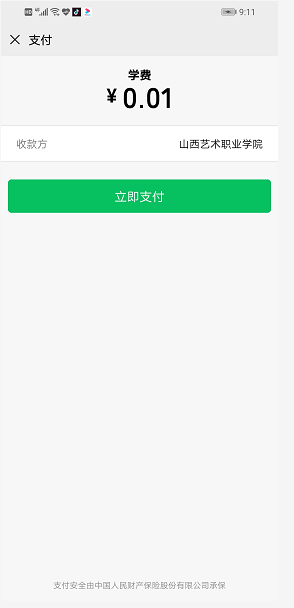 9:11
支付
学费
¥ 0.01
收款方 山西艺术职业学院
立即支付
支付安全由中国人民财产保险股份有限公司承保